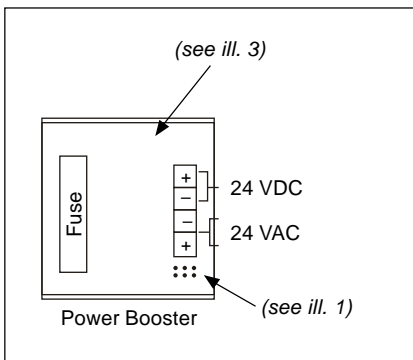 (see ill. 3)
Fuse
+
−
24 VDC
−
+
24 VAC
(see ill. 1)
Power Booster